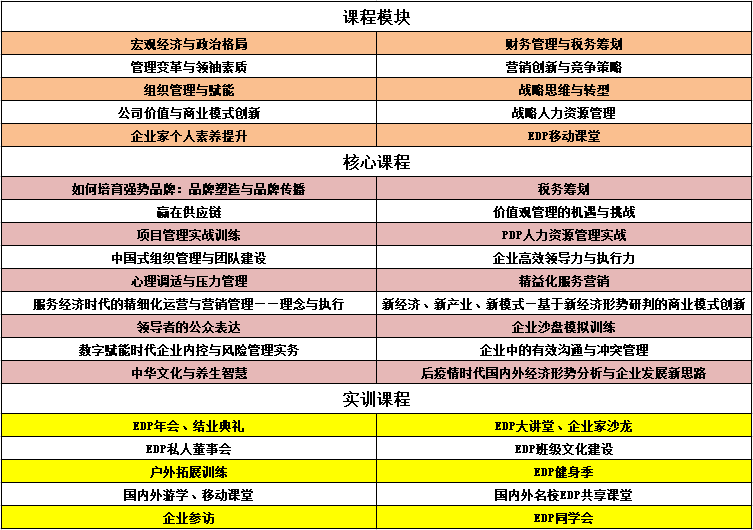 课程模块
宏观经济与政治格局 财务管理与税务筹划
管理变革与领袖素质 营销创新与竞争策略
组织管理与赋能 战略思维与转型
公司价值与商业模式创新 战略人力资源管理
企业家个人素养提升 EDP移动课堂
核心课程
如何培育强势品牌：品牌塑造与品牌传播 税务筹划
赢在供应链 价值观管理的机遇与挑战
项目管理实战训练 PDP人力资源管理实战
中国式组织管理与团队建设 企业高效领导力与执行力
心理调适与压力管理 精益化服务营销
服务经济时代的精细化运营与营销管理——理念与执行 新经济、新产业、新模式—基于新经济形势研判的商业模式创新
领导者的公众表达 企业沙盘模拟训练
数字赋能时代企业内控与风险管理实务 企业中的有效沟通与冲突管理
中华文化与养生智慧 后疫情时代国内外经济形势分析与企业发展新思路
实训课程
EDP年会、结业典礼 EDP大讲堂、企业家沙龙
EDP私人董事会 EDP班级文化建设
户外拓展训练 EDP健身季
国内外游学、移动课堂 国内外名校EDP共享课堂
企业参访 EDP同学会